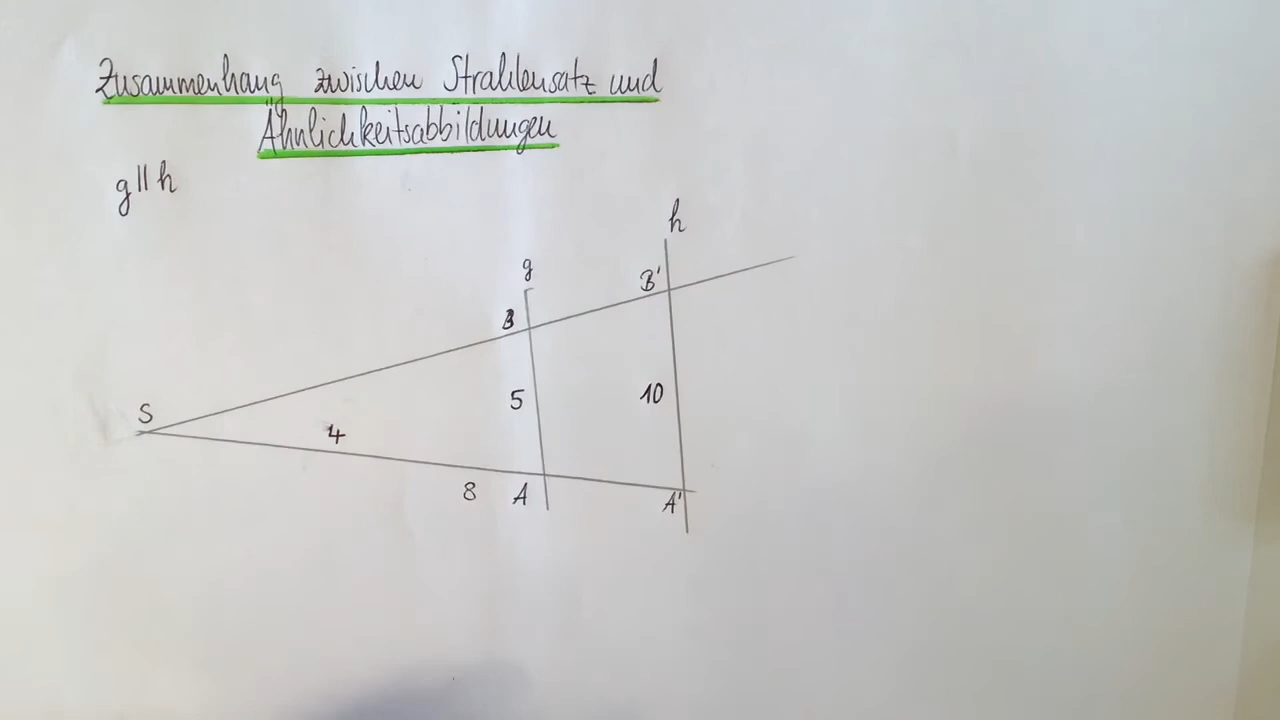 Zusammenhang zwischen Strahlensatz und
Ähnlichkeitsabbildungen
g || h
h
g
B'
B
5
10
S
4
8
A
A'